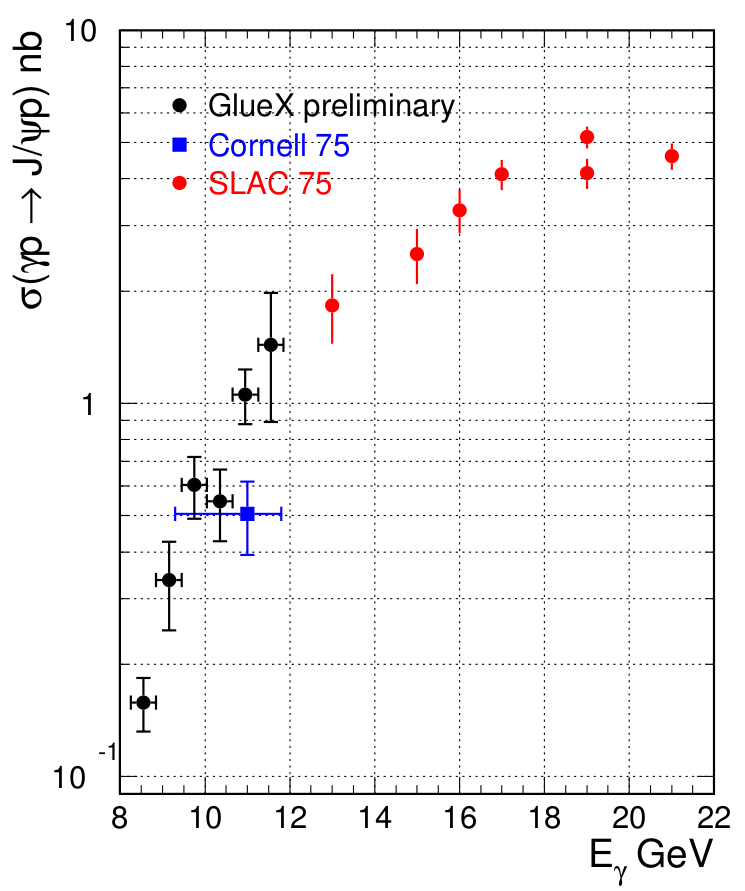 σ(γp → J/ψp) nb
10
1
10⁻¹
GlueX preliminary
Cornell 75
SLAC 75
8 10 12 14 16 18 20 22
E_γ GeV